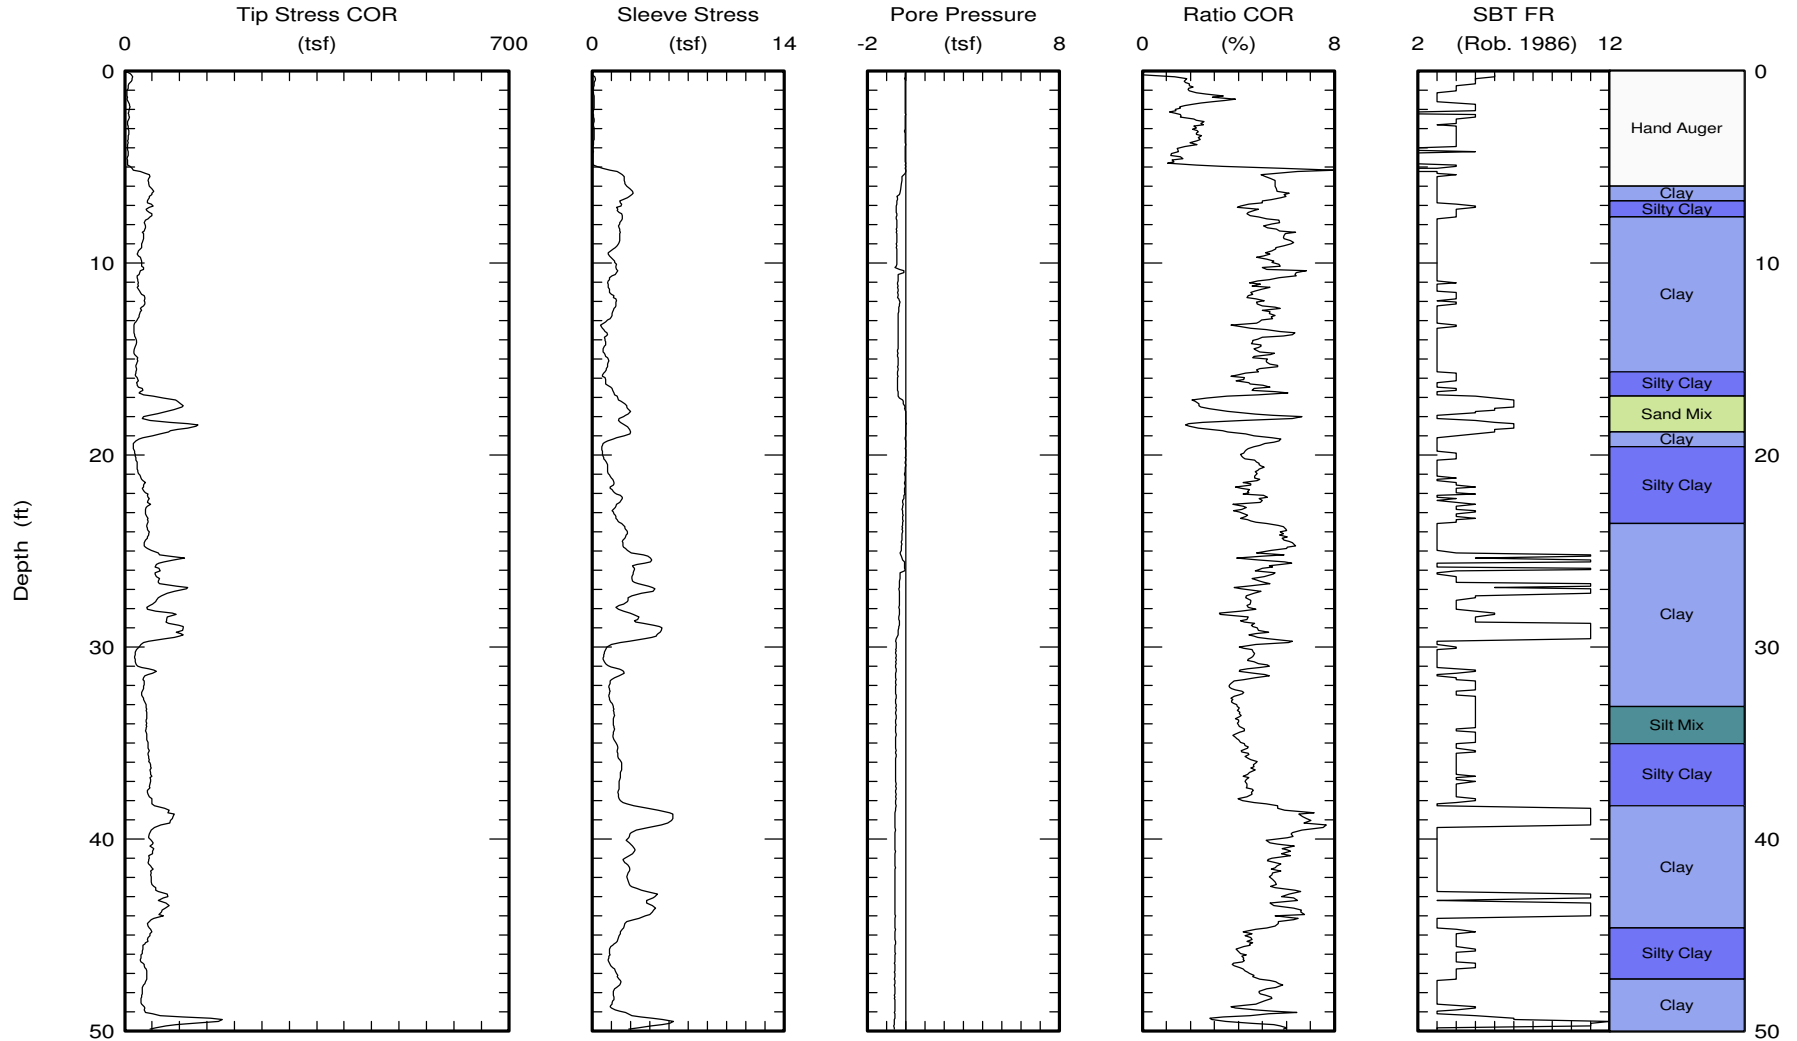 Tip Stress COR Sleeve Stress Pore Pressure Ratio COR SBT FR
0 (tsf) 700 0 (tsf) 14 -2 (tsf) 8 0 (%) 8 2 (Rob. 1986) 12
0 0
Hand Auger
Clay
Silty Clay
10 10
Clay
Silty Clay
Sand Mix
Clay
20 20
Silty Clay
Depth (ft)
Clay
30 30
Silt Mix
Silty Clay
40 40
Clay
Silty Clay
Clay
50 50